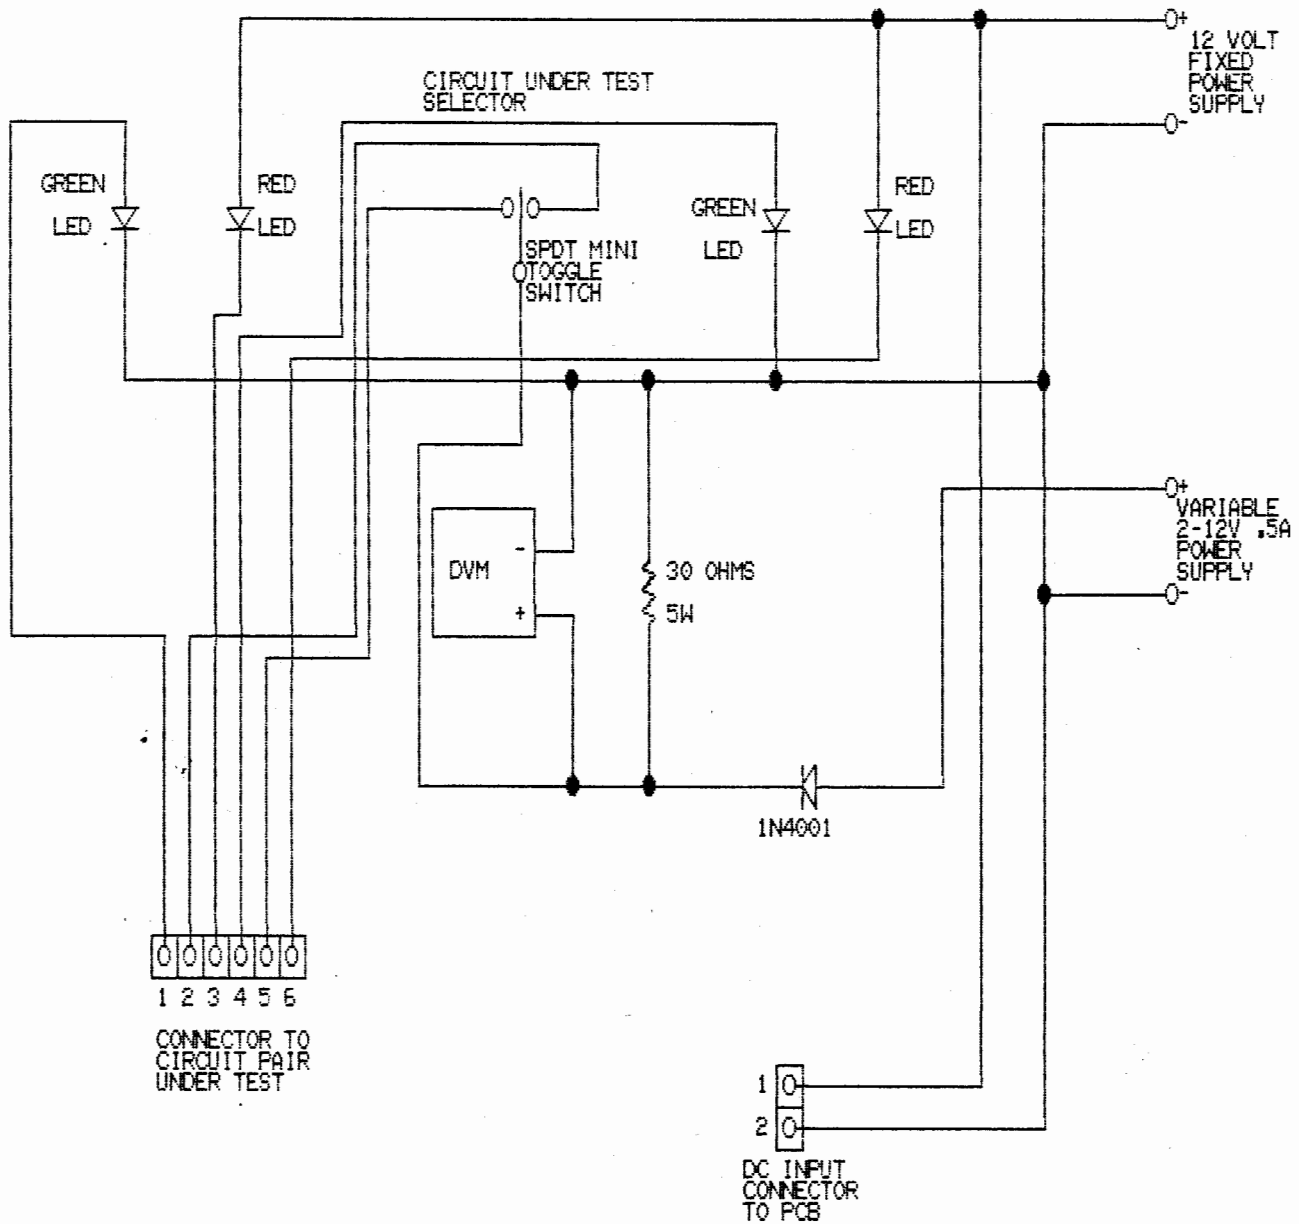 +
12 VOLT
FIXED
POWER
SUPPLY
-
CIRCUIT UNDER TEST
SELECTOR
GREEN
LED
RED
LED
GREEN
LED
RED
LED
SPDT MINI
TOGGLE
SWITCH
+
VARIABLE
2-12V .5A
POWER
SUPPLY
-
DVM
-
+
30 OHMS
5W
1N4001
1 2 3 4 5 6
CONNECTOR TO
CIRCUIT PAIR
UNDER TEST
1
2
DC INPUT
CONNECTOR
TO PCB